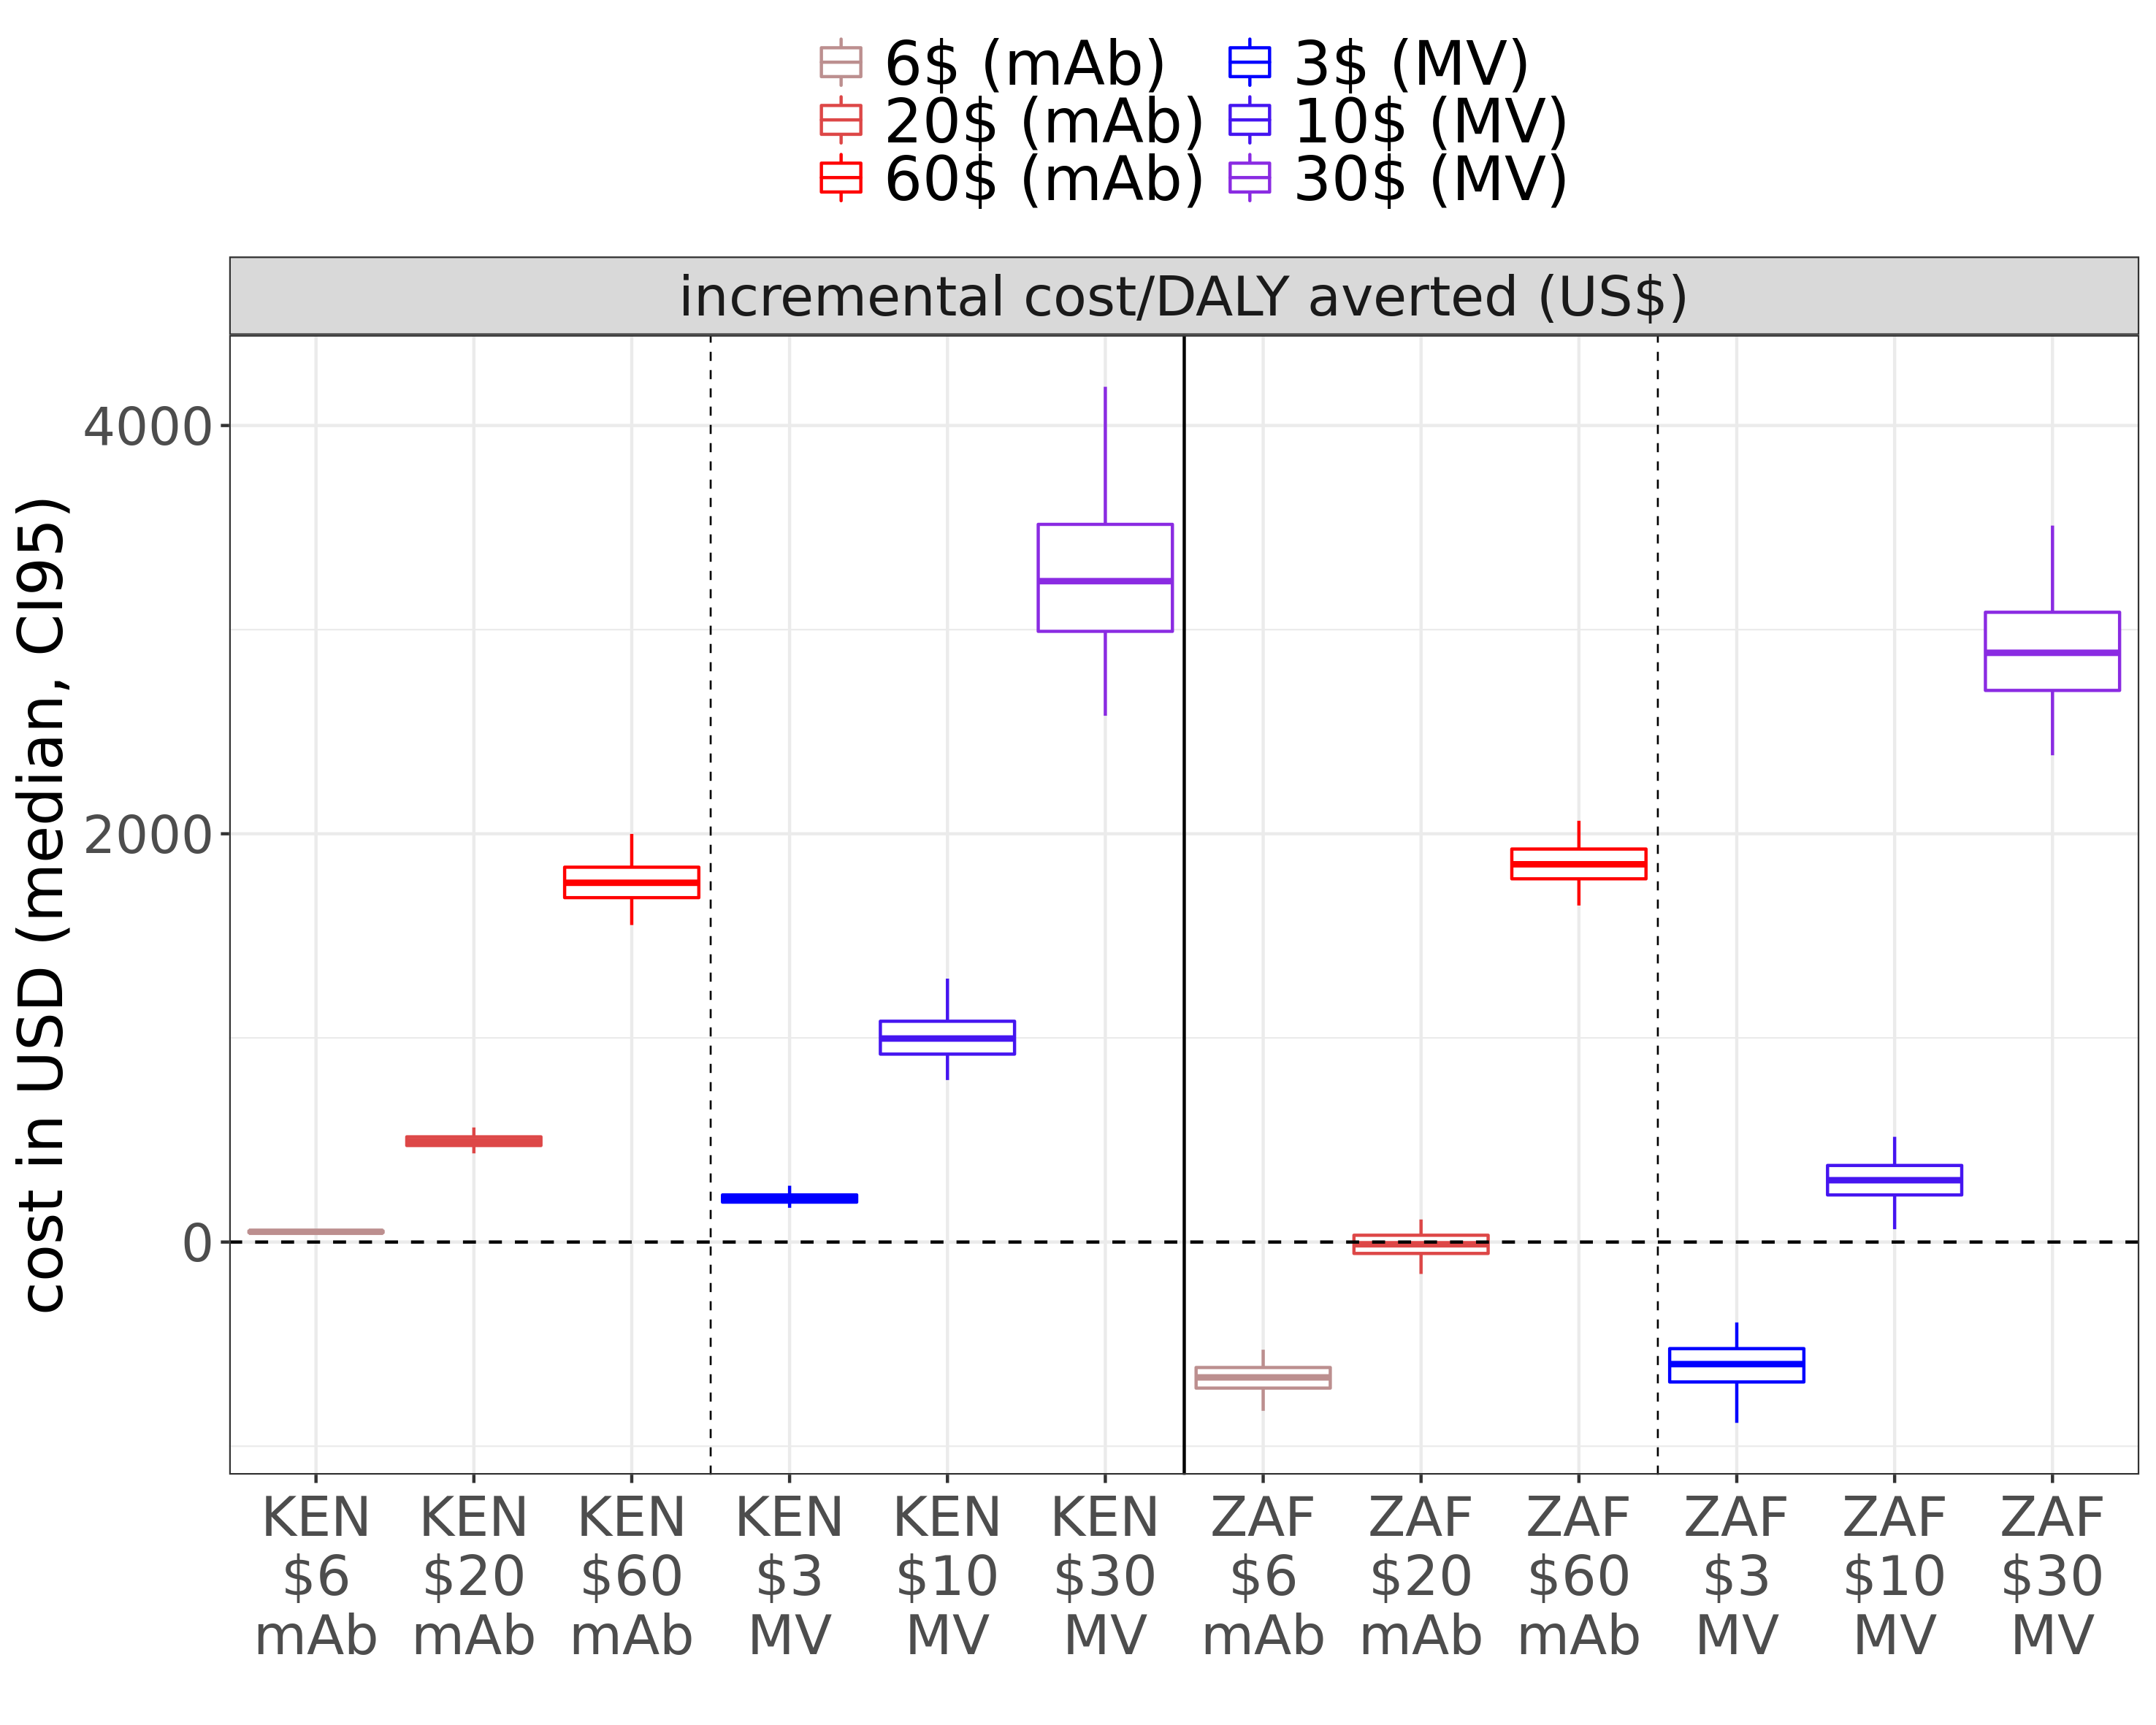 6$ (mAb) 3$ (MV)
20$ (mAb) 10$ (MV)
60$ (mAb) 30$ (MV)
incremental cost/DALY averted (US$)
cost in USD (median, CI95)
4000
2000
0
KEN KEN KEN KEN KEN KEN ZAF ZAF ZAF ZAF ZAF ZAF
$6 $20 $60 $3 $10 $30 $6 $20 $60 $3 $10 $30
mAb mAb mAb MV MV MV mAb mAb mAb MV MV MV